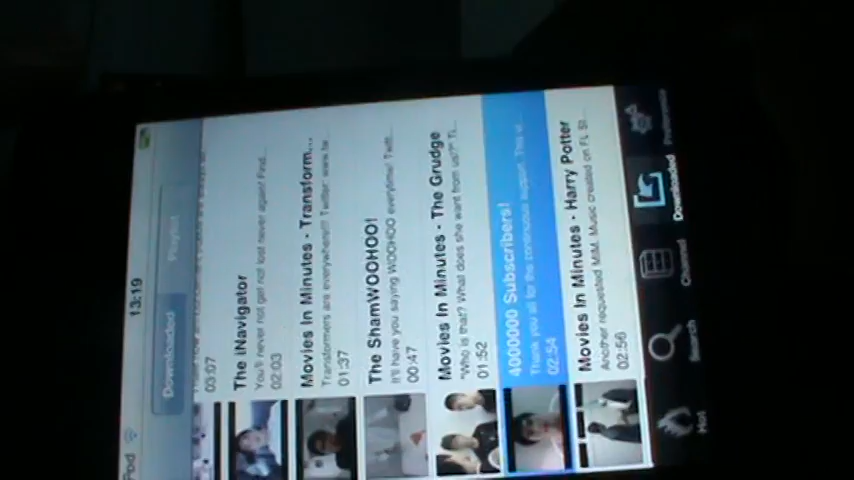 iPod 13:19
Downloaded Playlist
03:07
The iNavigator
You'll never not get not lost never again! Find...
02:03
Movies In Minutes - Transform...
Transformers are everywhere!!! Twitter: www.tw...
01:37
The ShamWOOHOO!
It'll have you saying WOOHOO everytime! Twitt...
00:47
Movies In Minutes - The Grudge
"Who is that? What does she want from us!?" Ti...
01:52
4000000 Subscribers!
Thank you all for the continuous support. This vi...
02:54
Movies In Minutes - Harry Potter
Another requested MIM. Music created on FL St...
02:56
Hot Search Channel Downloaded Preferences